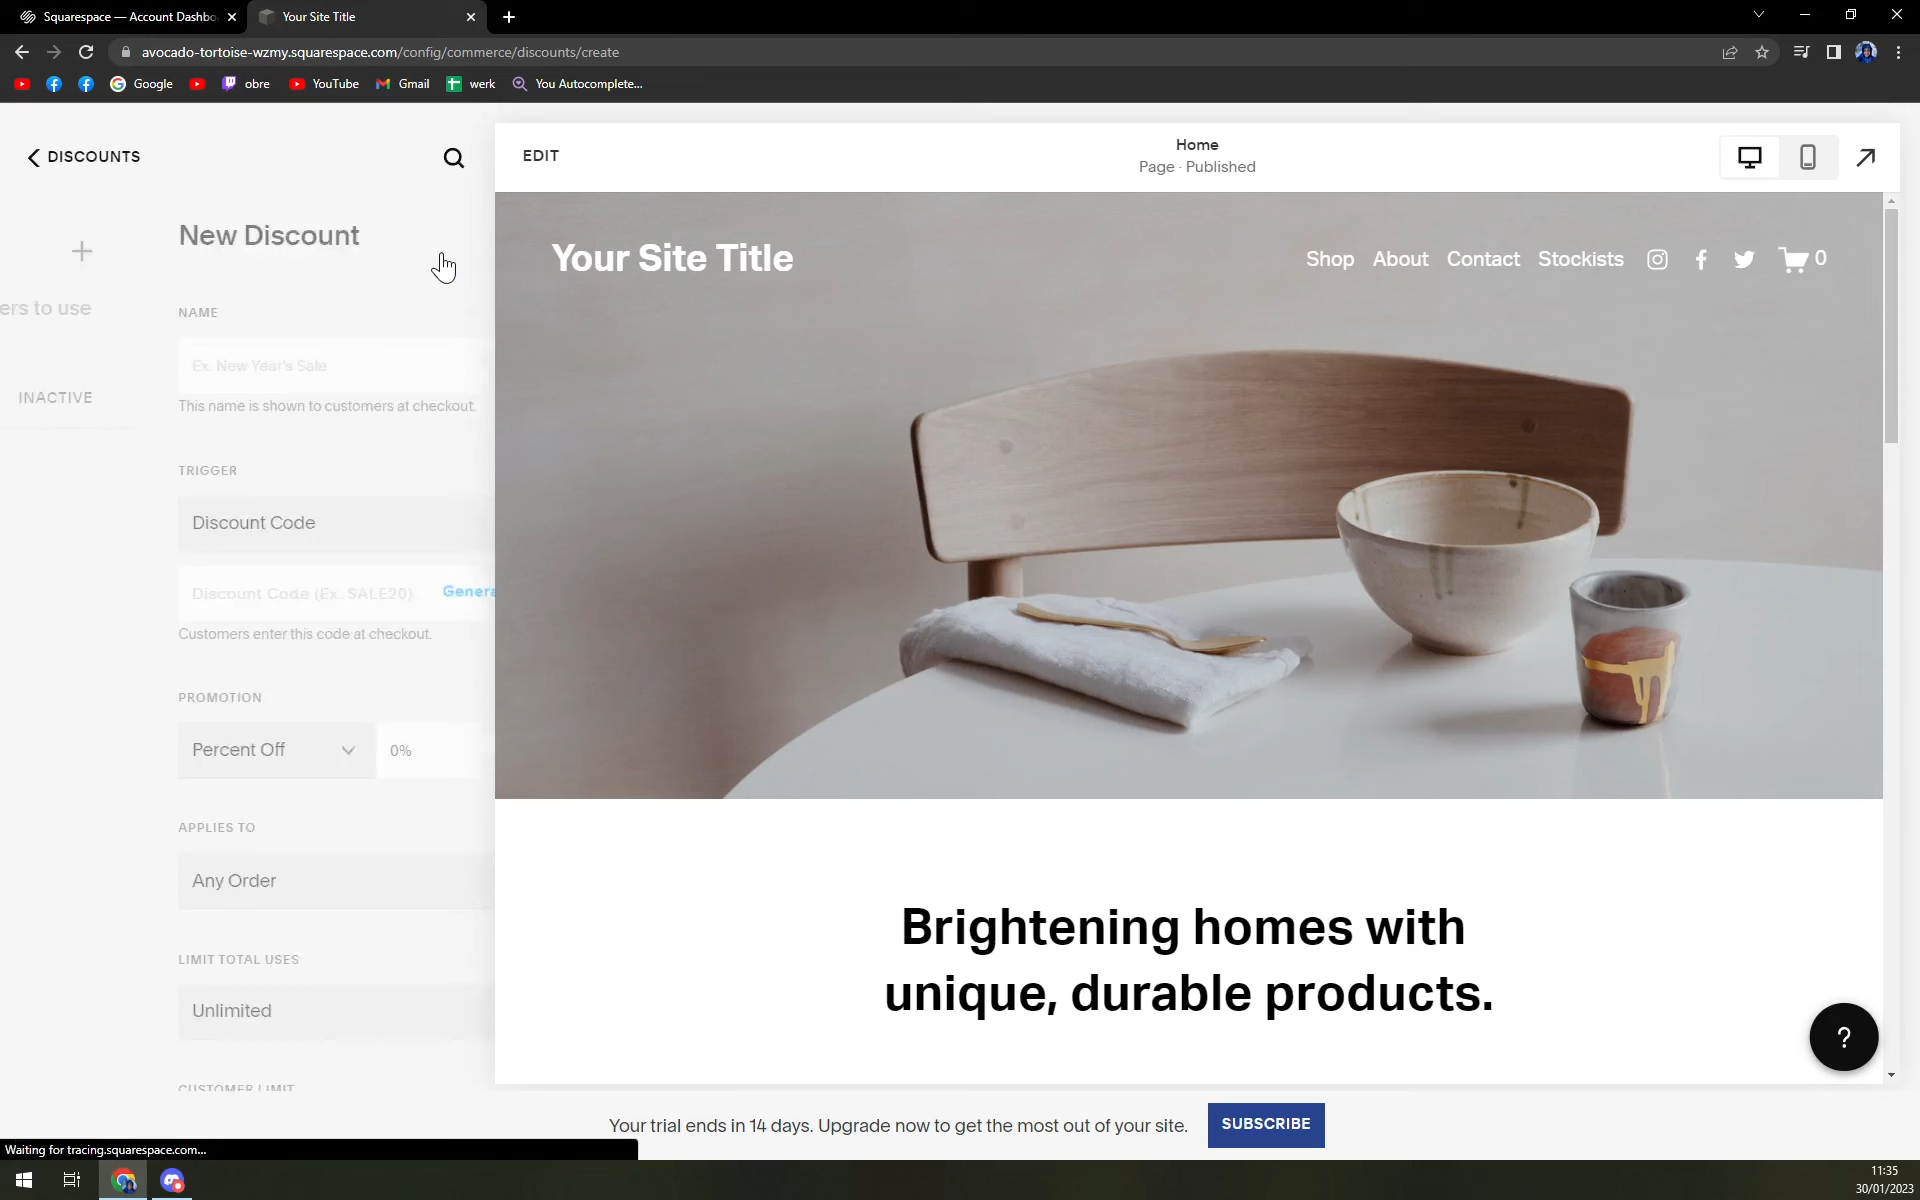 Squarespace — Account Dashbo
Your Site Title
avocado-tortoise-wzmy.squarespace.com/config/commerce/discounts/create
Google
obre
YouTube
Gmail
werk
You Autocomplete...
DISCOUNTS
EDIT
Home
Page · Published
New Discount
ers to use
INACTIVE
NAME
Ex. New Year's Sale
This name is shown to customers at checkout.
TRIGGER
Discount Code
Discount Code (Ex. SALE20)
Genera
Customers enter this code at checkout.
PROMOTION
Percent Off
0%
APPLIES TO
Any Order
LIMIT TOTAL USES
Unlimited
CUSTOMER LIMIT
Your Site Title
Shop About Contact Stockists
0
Brightening homes with
unique, durable products.
?
Your trial ends in 14 days. Upgrade now to get the most out of your site.
SUBSCRIBE
Waiting for tracing.squarespace.com...
11:35
30/01/2023